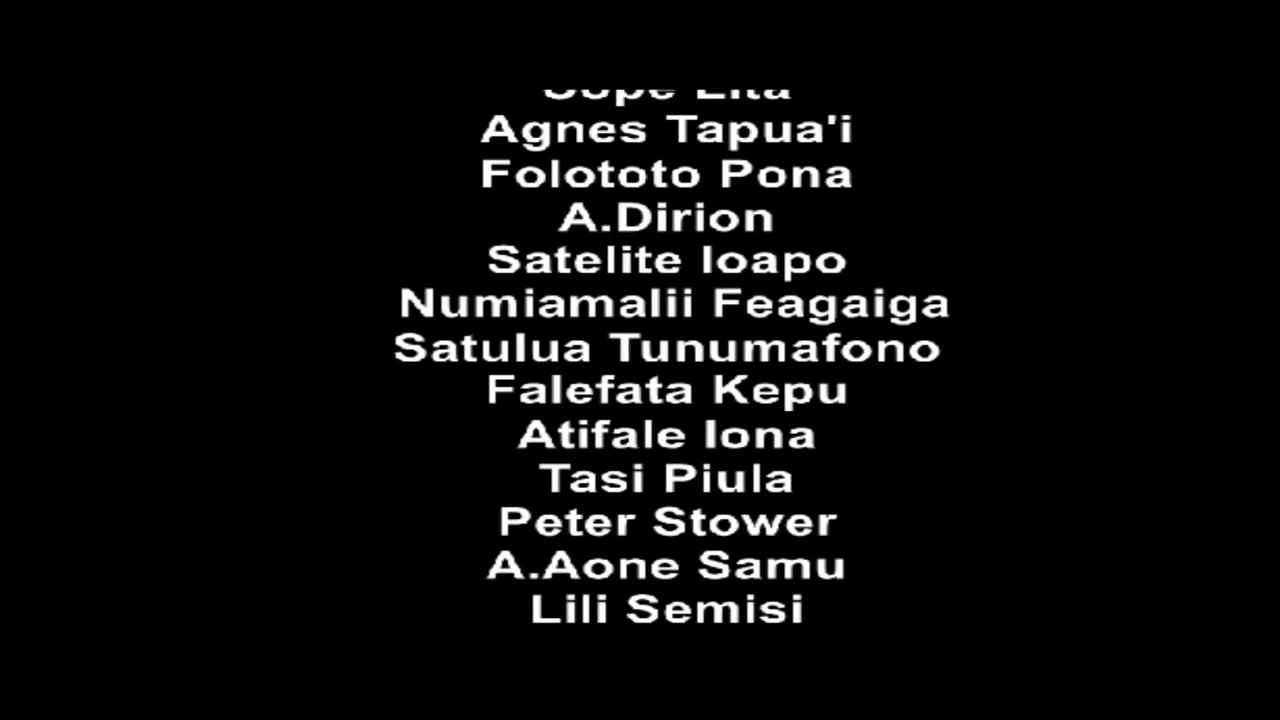 Agnes Tapua'i
Folototo Pona
A.Dirion
Satelite Ioapo
Numiamalii Feagaiga
Satulua Tunumafono
Falefata Kepu
Atifale Iona
Tasi Piula
Peter Stower
A.Aone Samu
Lili Semisi